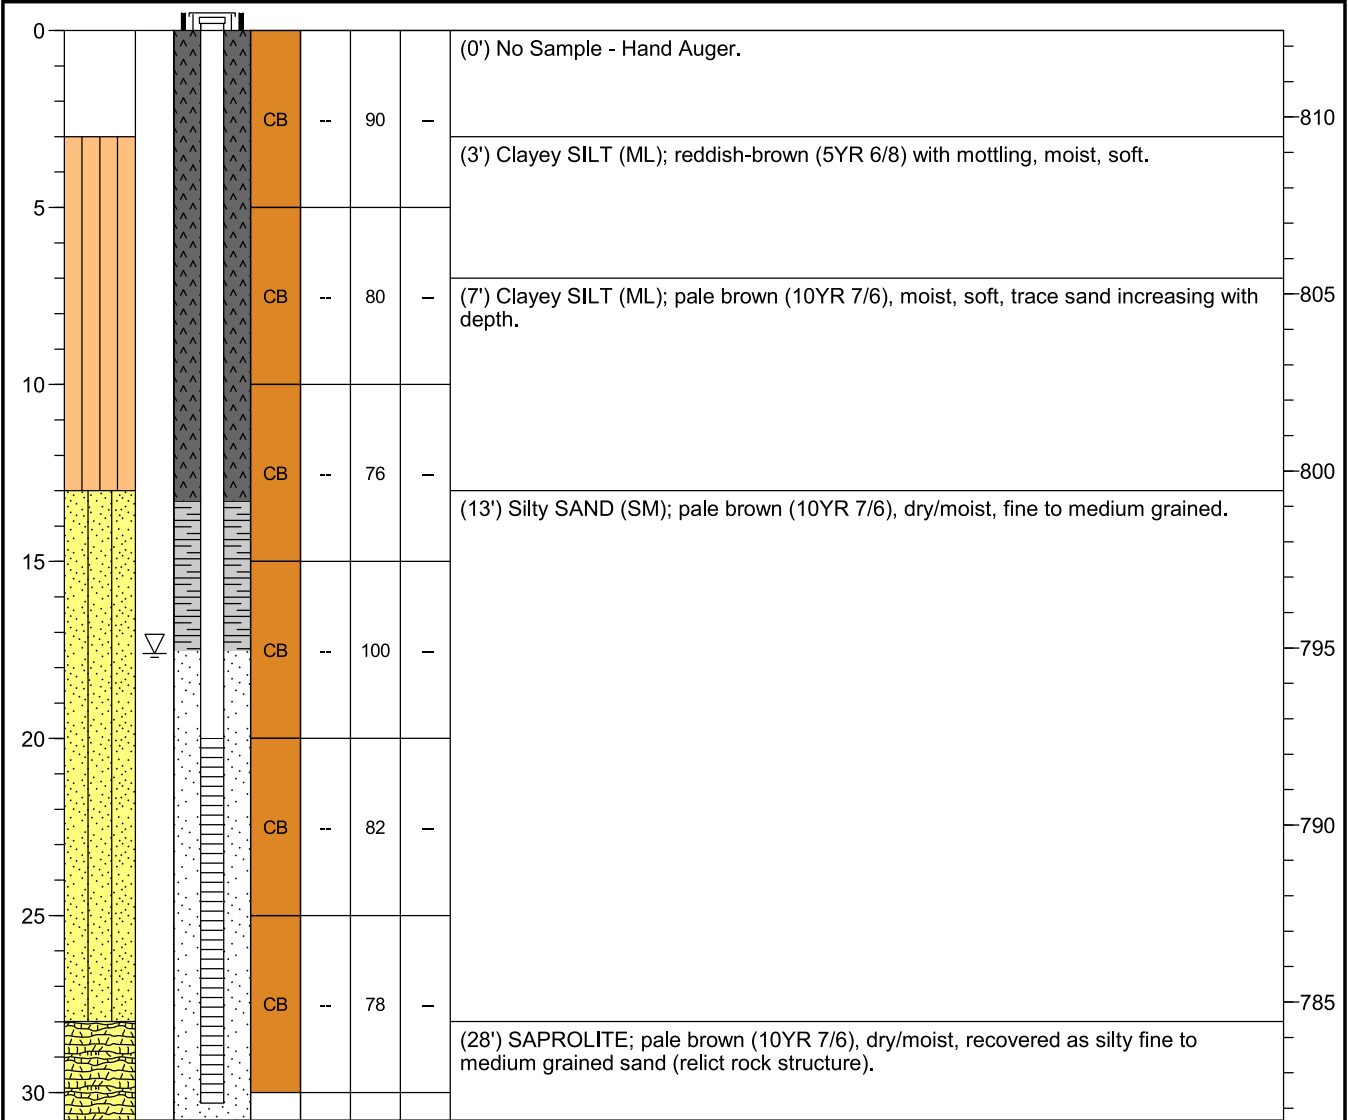 0
(0') No Sample - Hand Auger.
CB -- 90 –
810
(3') Clayey SILT (ML); reddish-brown (5YR 6/8) with mottling, moist, soft.
5
CB -- 80 –
(7') Clayey SILT (ML); pale brown (10YR 7/6), moist, soft, trace sand increasing with
depth.
805
10
CB -- 76 –
800
(13') Silty SAND (SM); pale brown (10YR 7/6), dry/moist, fine to medium grained.
15
CB -- 100 –
795
20
CB -- 82 –
790
25
CB -- 78 –
785
(28') SAPROLITE; pale brown (10YR 7/6), dry/moist, recovered as silty fine to
medium grained sand (relict rock structure).
30